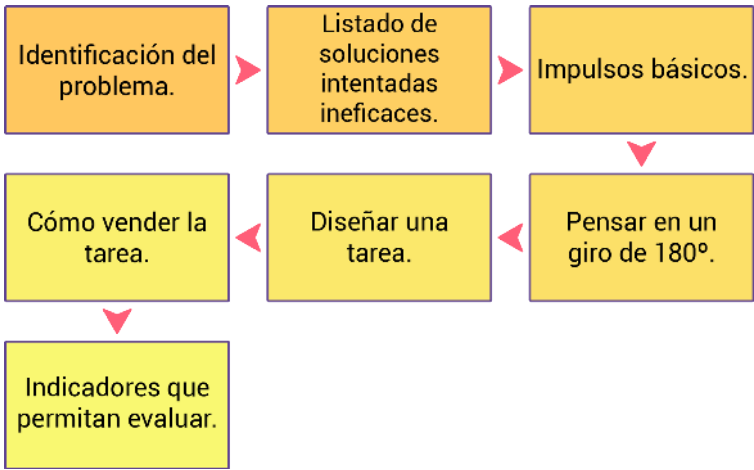 Identificación del
problema.
Listado de
soluciones
intentadas
ineficaces.
Impulsos básicos.
Pensar en un
giro de 180º.
Diseñar una
tarea.
Cómo vender la
tarea.
Indicadores que
permitan evaluar.